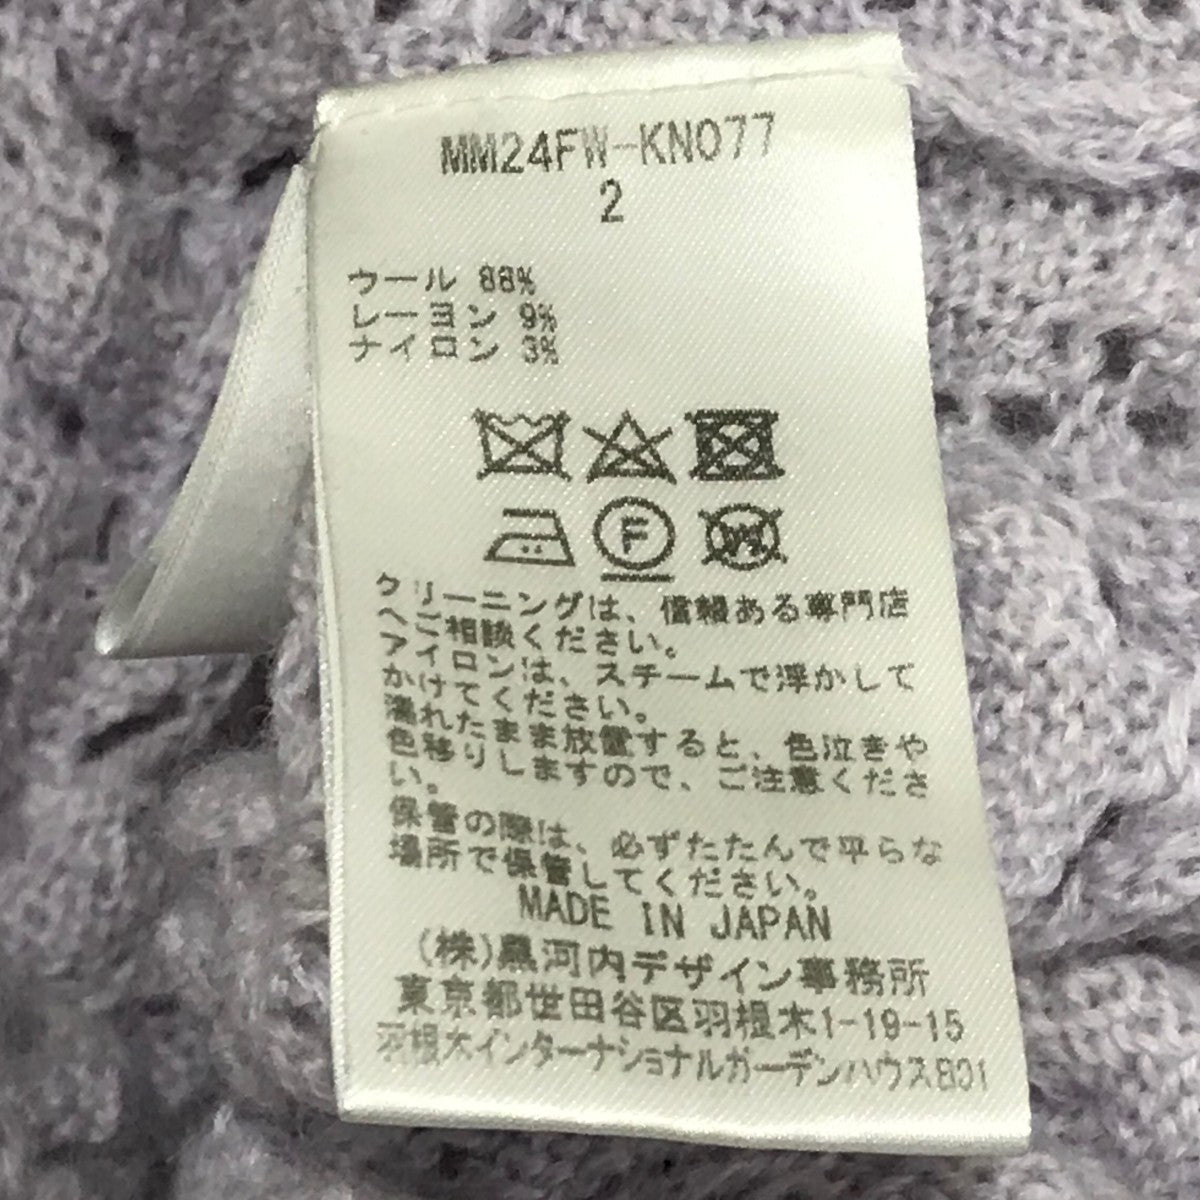 MM24FW-KN077
2
ウール 88%
レーヨン 9%
ナイロン 3%
F
W
クリーニングは、信頼ある専門店
へご相談ください。
アイロンは、スチームで浮かして
かけてください。
濡れたまま放置すると、色泣きや
色移りしますので、ご注意くださ
い。
保管の際は、必ずたたんで平らな
場所で保管してください。
MADE IN JAPAN
(株)黒河内デザイン事務所
東京都世田谷区羽根木1-19-15
羽根木インターナショナルガーデンハウスB01